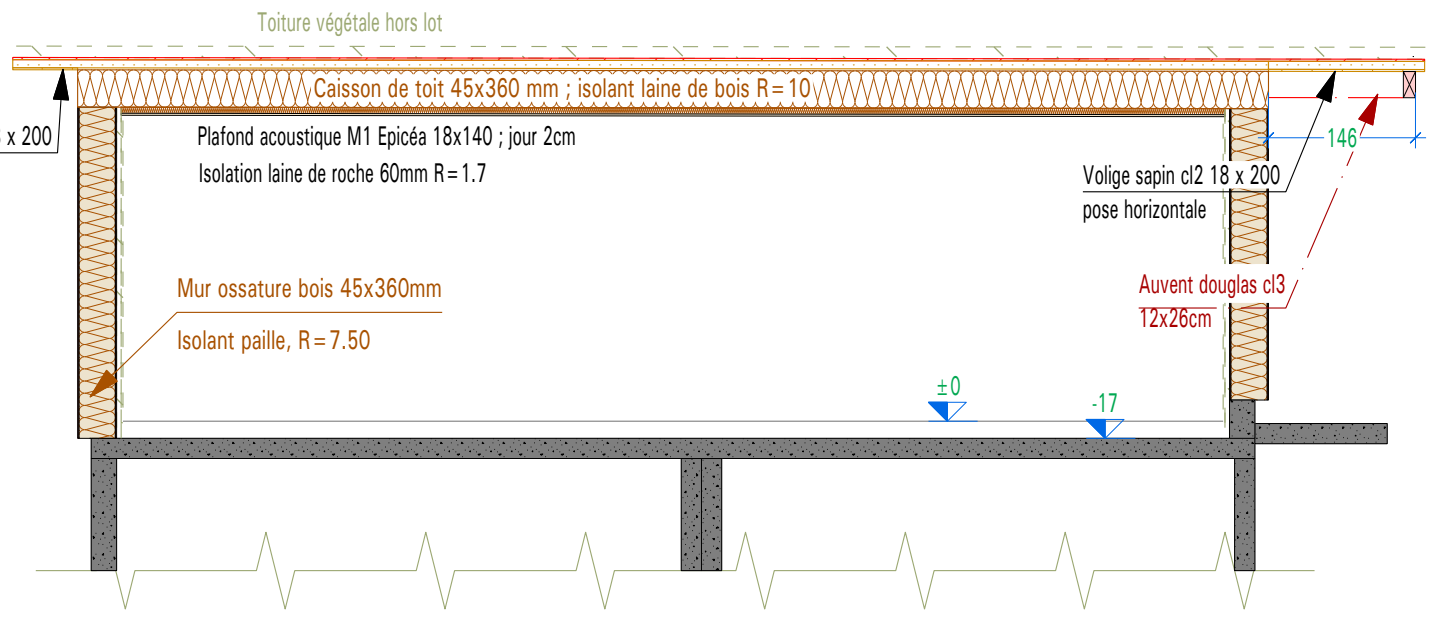 Toiture végétale hors lot
Caisson de toit 45x360 mm ; isolant laine de bois R=10
x 200
Plafond acoustique M1 Epicéa 18x140 ; jour 2cm
Isolation laine de roche 60mm R=1.7
146
Volige sapin cl2 18 x 200
pose horizontale
Mur ossature bois 45x360mm
Isolant paille, R=7.50
Auvent douglas cl3
12x26cm
±0
-17